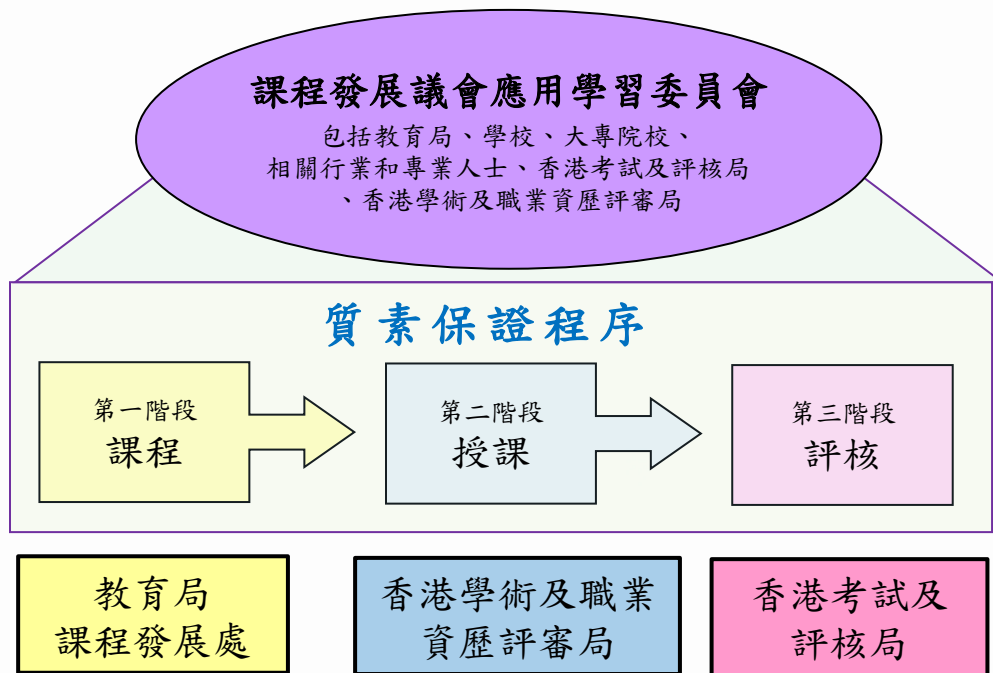 課程發展議會應用學習委員會
包括教育局、學校、大專院校、
相關行業和專業人士、香港考試及評核局
、香港學術及職業資歷評審局
質素保證程序
第一階段
課程
第二階段
授課
第三階段
評核
教育局
課程發展處
香港學術及職業
資歷評審局
香港考試及
評核局